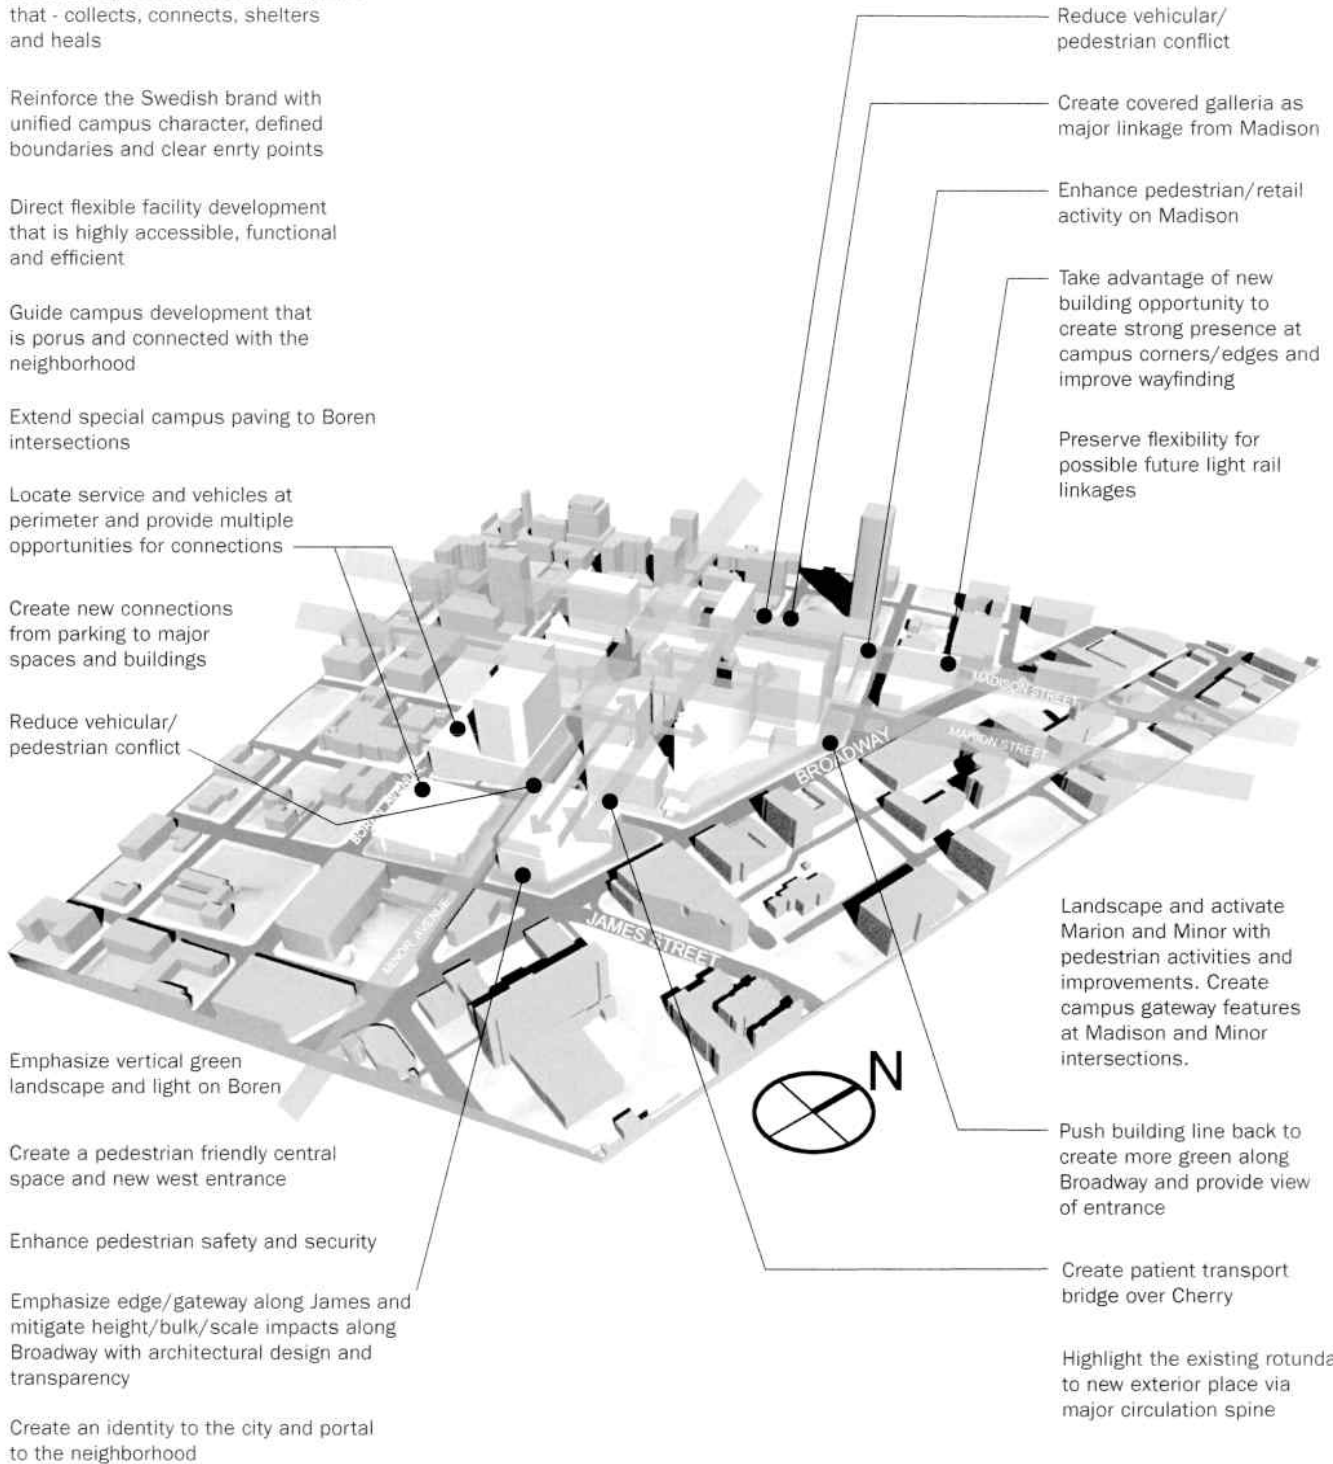 that - collects, connects, shelters
and heals
Reinforce the Swedish brand with
unified campus character, defined
boundaries and clear enrty points
Direct flexible facility development
that is highly accessible, functional
and efficient
Guide campus development that
is porus and connected with the
neighborhood
Extend special campus paving to Boren
intersections
Locate service and vehicles at
perimeter and provide multiple
opportunities for connections
Create new connections
from parking to major
spaces and buildings
Reduce vehicular/
pedestrian conflict
Emphasize vertical green
landscape and light on Boren
Create a pedestrian friendly central
space and new west entrance
Enhance pedestrian safety and security
Emphasize edge/gateway along James and
mitigate height/bulk/scale impacts along
Broadway with architectural design and
transparency
Create an identity to the city and portal
to the neighborhood
Reduce vehicular/
pedestrian conflict
Create covered galleria as
major linkage from Madison
Enhance pedestrian/retail
activity on Madison
Take advantage of new
building opportunity to
create strong presence at
campus corners/edges and
improve wayfinding
Preserve flexibility for
possible future light rail
linkages
MADISON STREET
MARION STREET
BROADWAY
BOREN AVENUE
MINOR AVENUE
JAMES STREET
N
Landscape and activate
Marion and Minor with
pedestrian activities and
improvements. Create
campus gateway features
at Madison and Minor
intersections.
Push building line back to
create more green along
Broadway and provide view
of entrance
Create patient transport
bridge over Cherry
Highlight the existing rotunda
to new exterior place via
major circulation spine